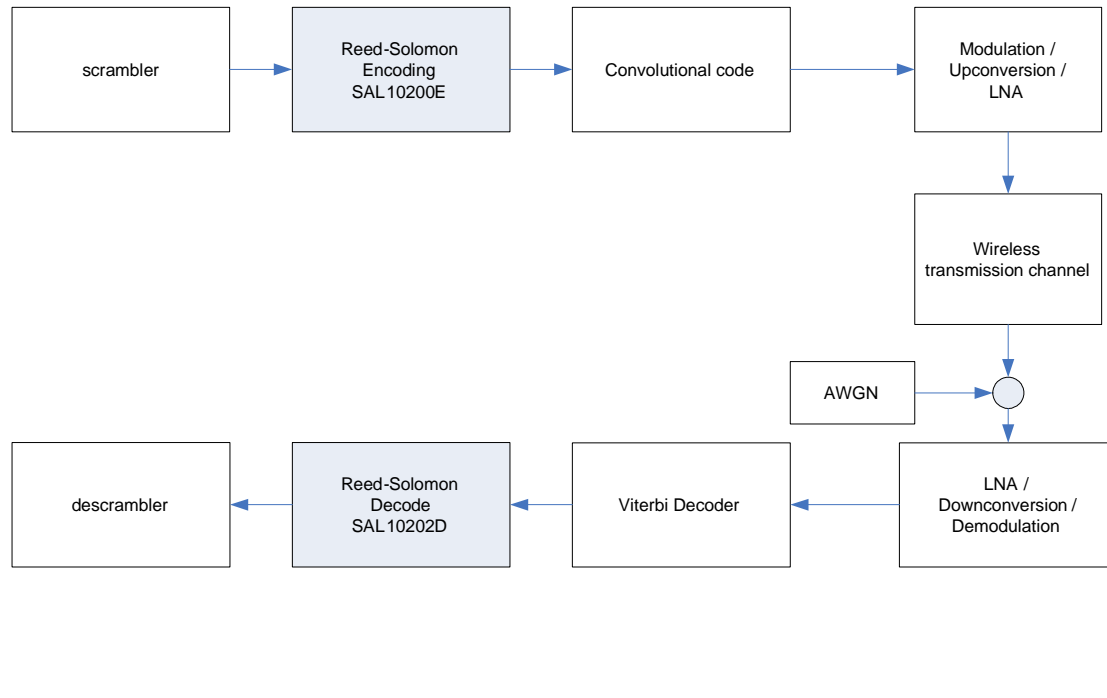 scrambler
Reed-Solomon
Encoding
SAL10200E
Convolutional code
Modulation /
Upconversion /
LNA
Wireless
transmission channel
AWGN
descrambler
Reed-Solomon
Decode
SAL10202D
Viterbi Decoder
LNA /
Downconversion /
Demodulation